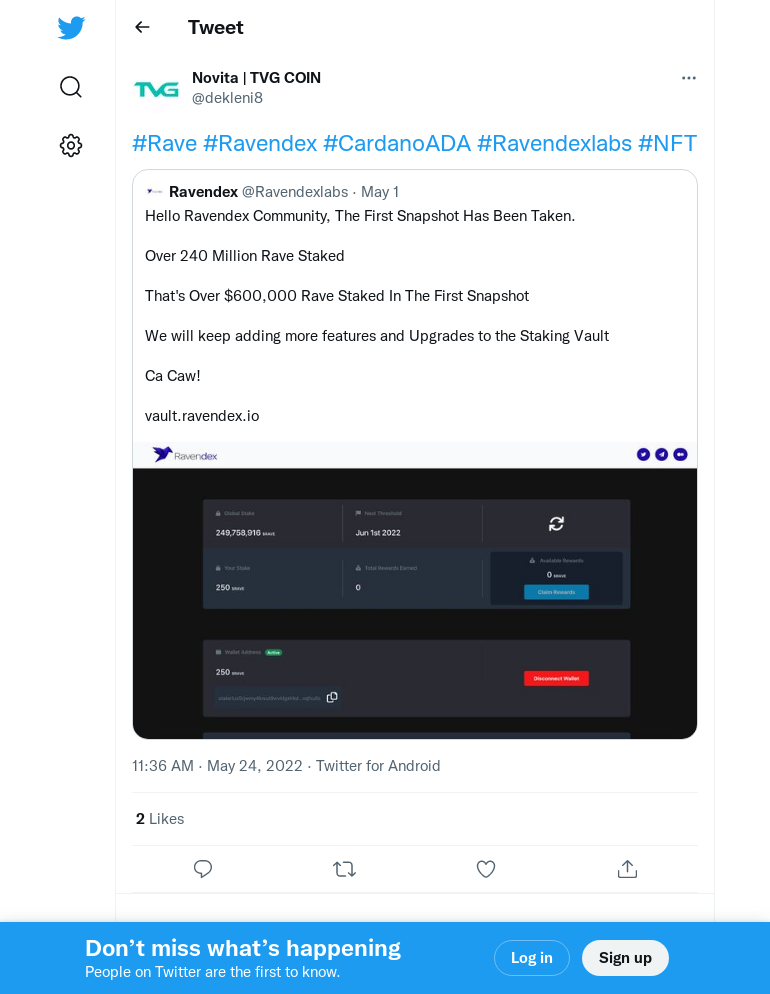 Tweet
TVG
Novita | TVG COIN
@dekleni8
#Rave #Ravendex #CardanoADA #Ravendexlabs #NFT
Ravendex @Ravendexlabs · May 1
Hello Ravendex Community, The First Snapshot Has Been Taken.
Over 240 Million Rave Staked
That's Over $600,000 Rave Staked In The First Snapshot
We will keep adding more features and Upgrades to the Staking Vault
Ca Caw!
vault.ravendex.io
Ravendex
Global Stake
Next Threshold
249,758,916 $RAVE
Jun 1st 2022
Your Stake
Total Rewards Earned
Available Rewards
250 $RAVE
0
0 $RAVE
Claim Rewards
Wallet Address Active
250 $RAVE
Disconnect Wallet
11:36 AM · May 24, 2022 · Twitter for Android
2 Likes
Don’t miss what’s happening
People on Twitter are the first to know.
Log in
Sign up